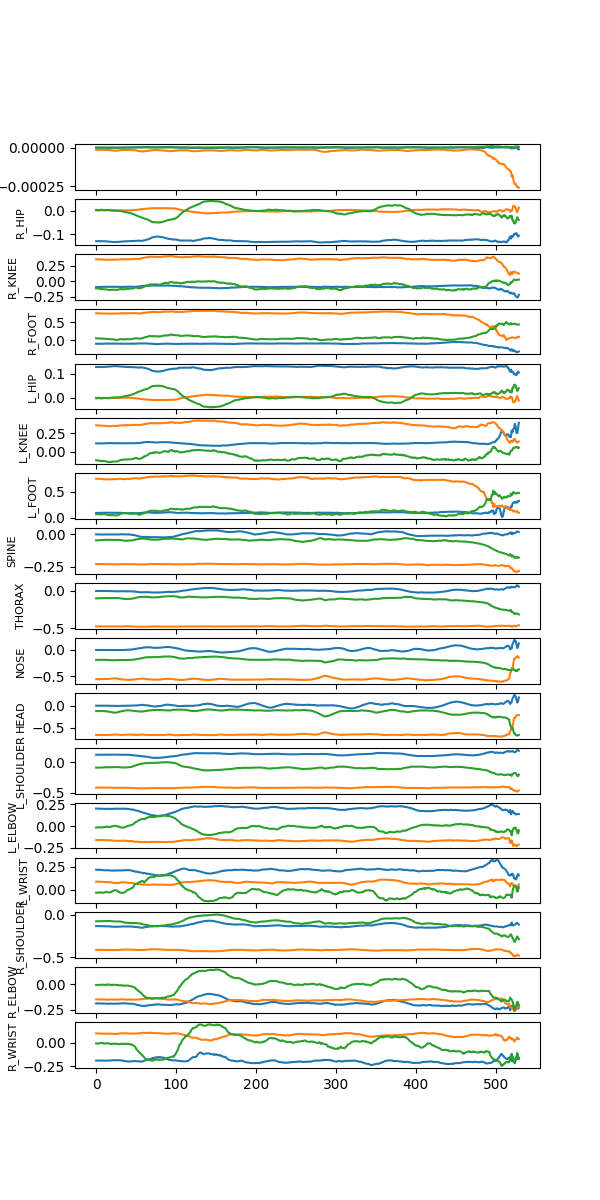 0.00000
−0.00025
R_HIP
0.0
−0.1
R_KNEE
0.25
0.00
−0.25
R_FOOT
0.5
0.0
L_HIP
0.1
0.0
L_KNEE
0.25
0.00
L_FOOT
0.5
0.0
SPINE
0.00
−0.25
THORAX
0.0
−0.5
NOSE
0.0
−0.5
HEAD
0.0
−0.5
L_SHOULDER
0.0
−0.5
L_ELBOW
0.25
0.00
−0.25
L_WRIST
0.25
0.00
R_SHOULDER
0.0
−0.5
R_ELBOW
0.00
−0.25
R_WRIST
0.00
−0.25
0 100 200 300 400 500